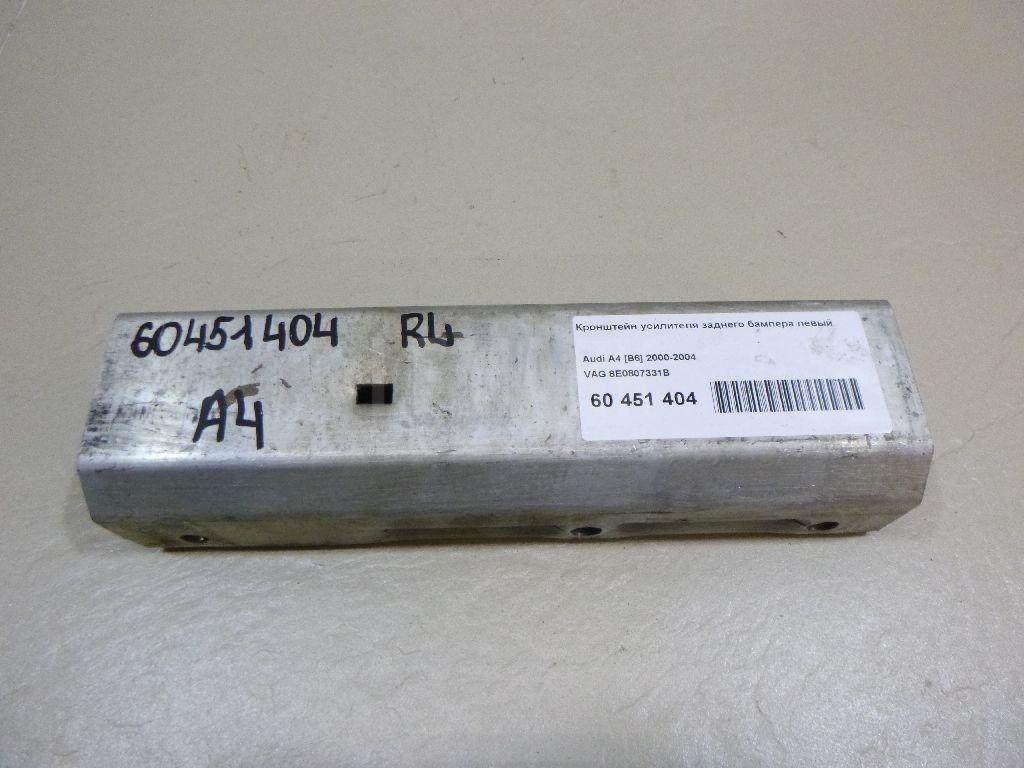 60451404 RL
A4
Кронштейн усилителя заднего бампера левый
Audi A4 [B6] 2000-2004
VAG 8E0807331B
60 451 404